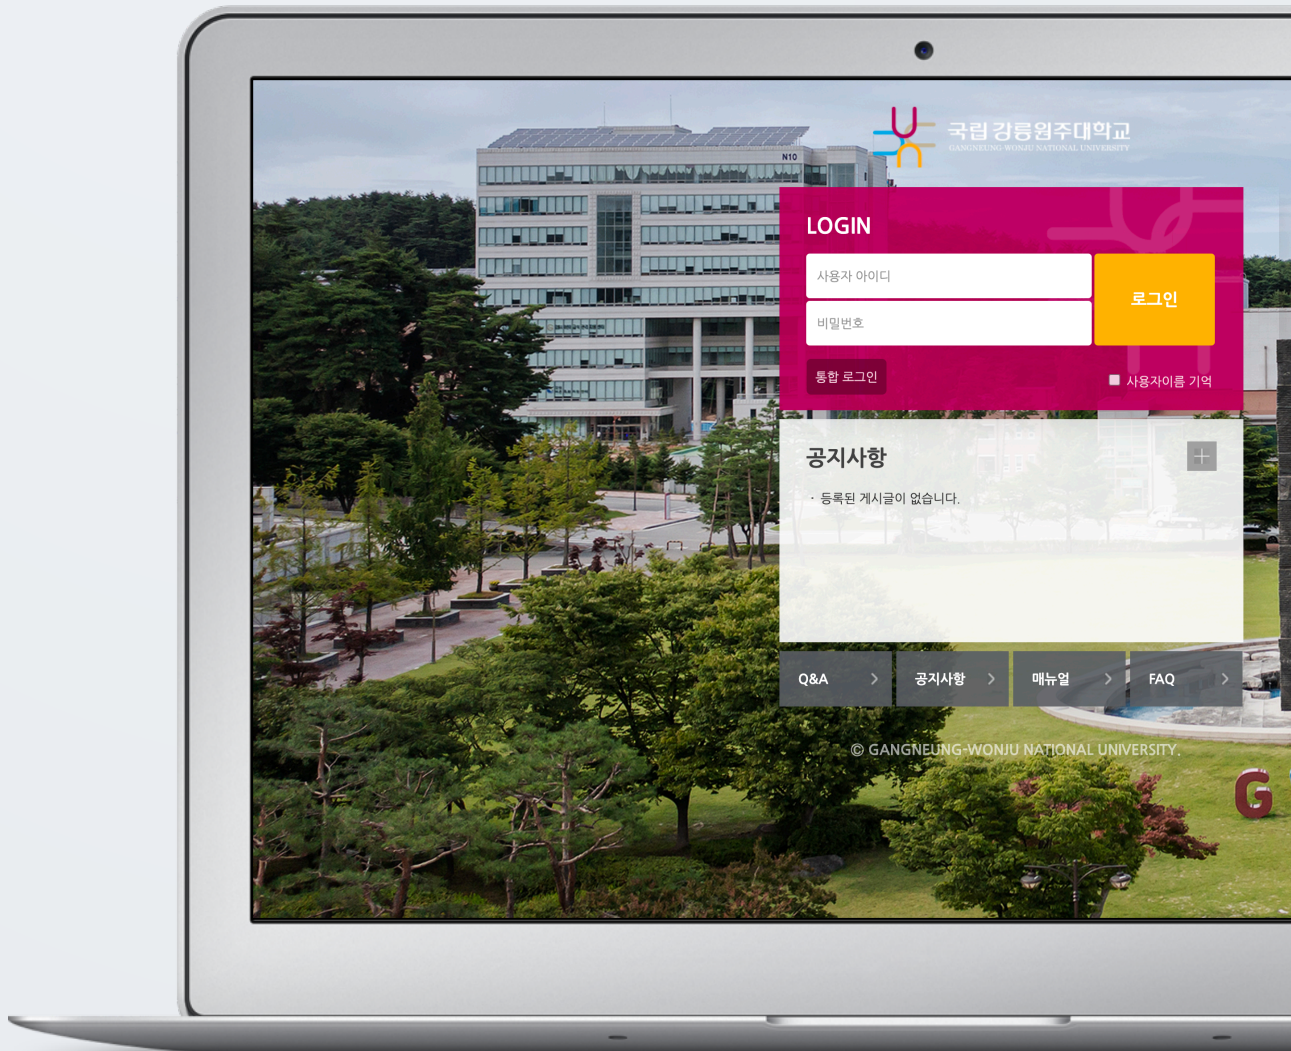 N10
국립 강릉원주대학교
GANGNEUNG-WONJU NATIONAL UNIVERSITY
LOGIN
사용자 아이디
비밀번호
로그인
통합 로그인
사용자이름 기억
공지사항
· 등록된 게시글이 없습니다.
Q&A
공지사항
매뉴얼
FAQ
© GANGNEUNG-WONJU NATIONAL UNIVERSITY.
G